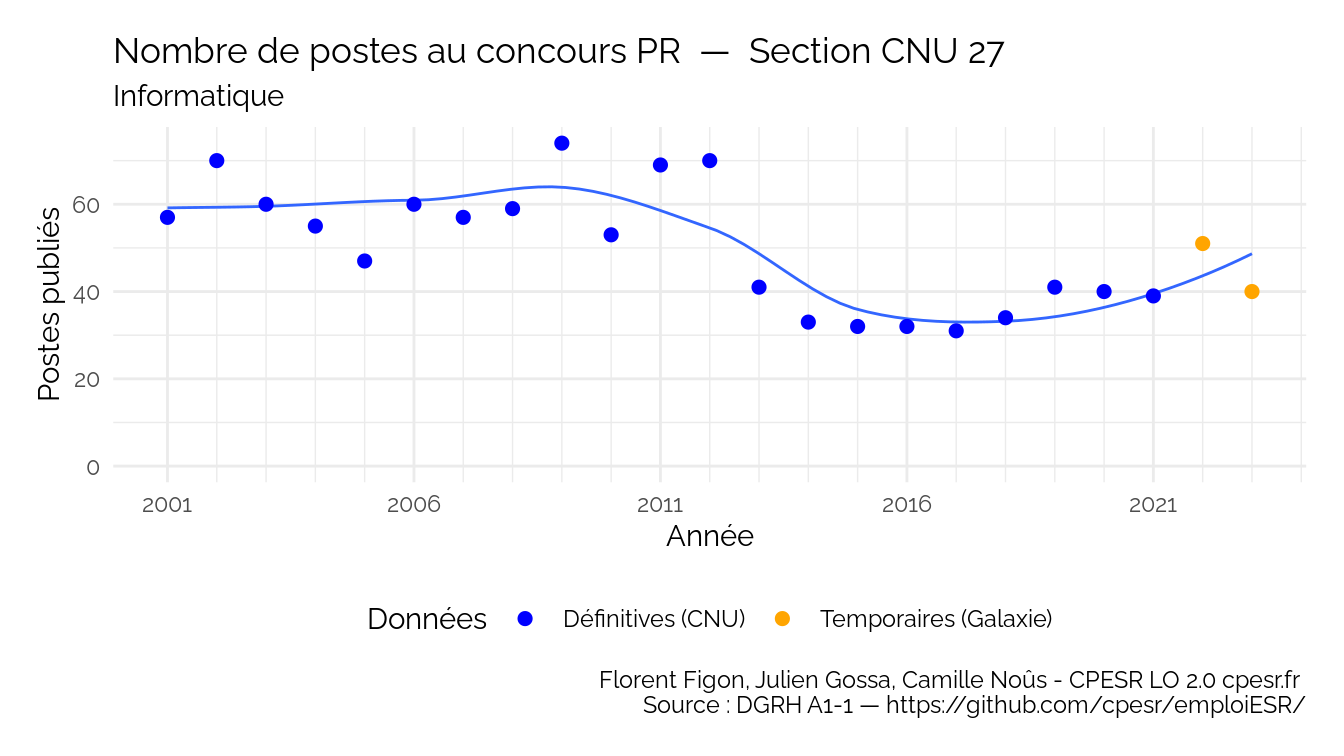 Nombre de postes au concours PR — Section CNU 27
Informatique
Postes publiés
60
40
20
0
2001 2006 2011 2016 2021
Année
Données Définitives (CNU) Temporaires (Galaxie)
Florent Figon, Julien Gossa, Camille Noûs - CPESR LO 2.0 cpesr.fr
Source : DGRH A1-1 — https://github.com/cpesr/emploiESR/